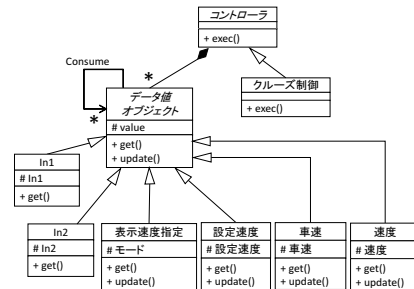 コントローラ
+ exec()
Consume
*
*
データ値
オブジェクト
# value
+ get()
+ update()
クルーズ制御
+ exec()
In1
# In1
+ get()
In2
# In2
+ get()
表示速度指定
# モード
+ get()
+ update()
設定速度
# 設定速度
+ get()
+ update()
車速
# 車速
+ get()
+ update()
速度
# 速度
+ get()
+ update()